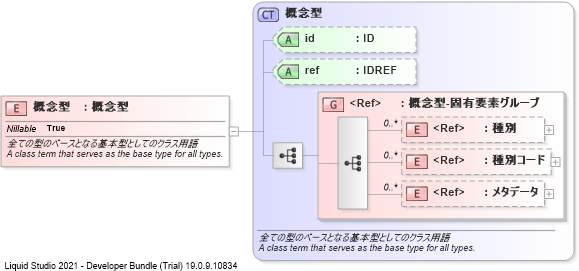 CT 概念型
A id : ID
A ref : IDREF
E 概念型 : 概念型
Nillable True
全ての型のベースとなる基本型としてのクラス用語
A class term that serves as the base type for all types.
G <Ref> : 概念型-固有要素グループ
0..*
E <Ref> : 種別
0..*
E <Ref> : 種別コード
0..*
E <Ref> : メタデータ
全ての型のベースとなる基本型としてのクラス用語
A class term that serves as the base type for all types.
Liquid Studio 2021 - Developer Bundle (Trial) 19.0.9.10834